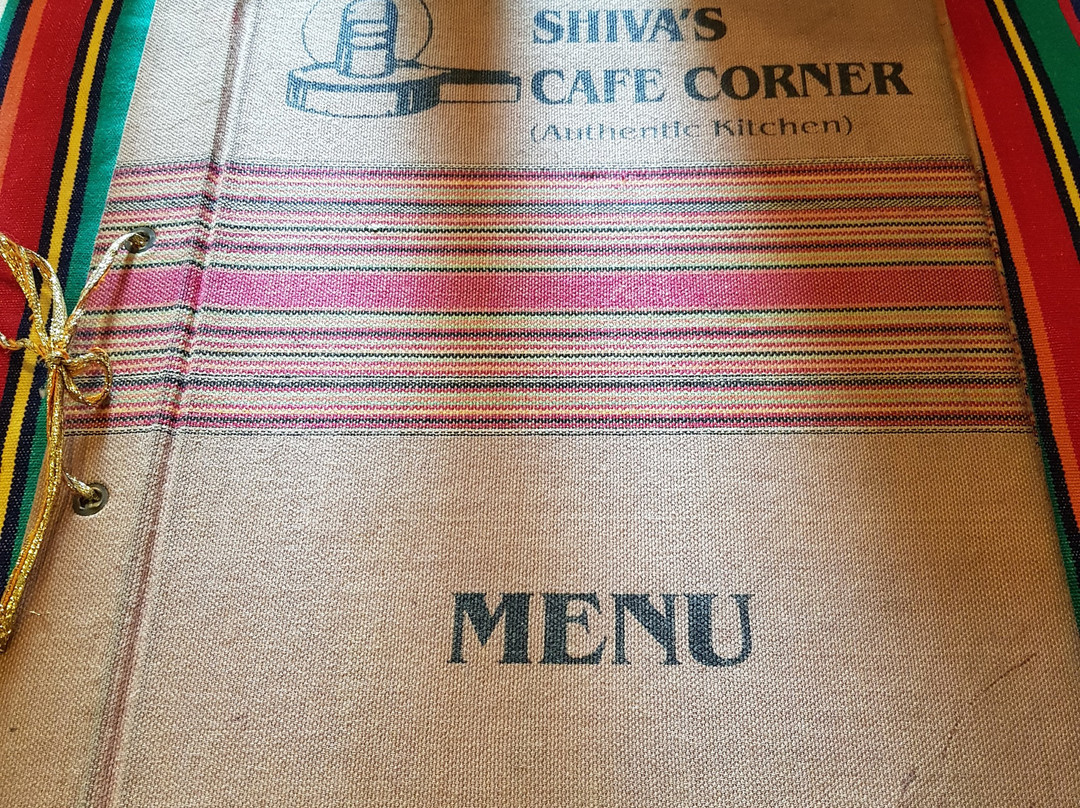 SHIVA'S
CAFE CORNER
(Authentic Kitchen)
MENU